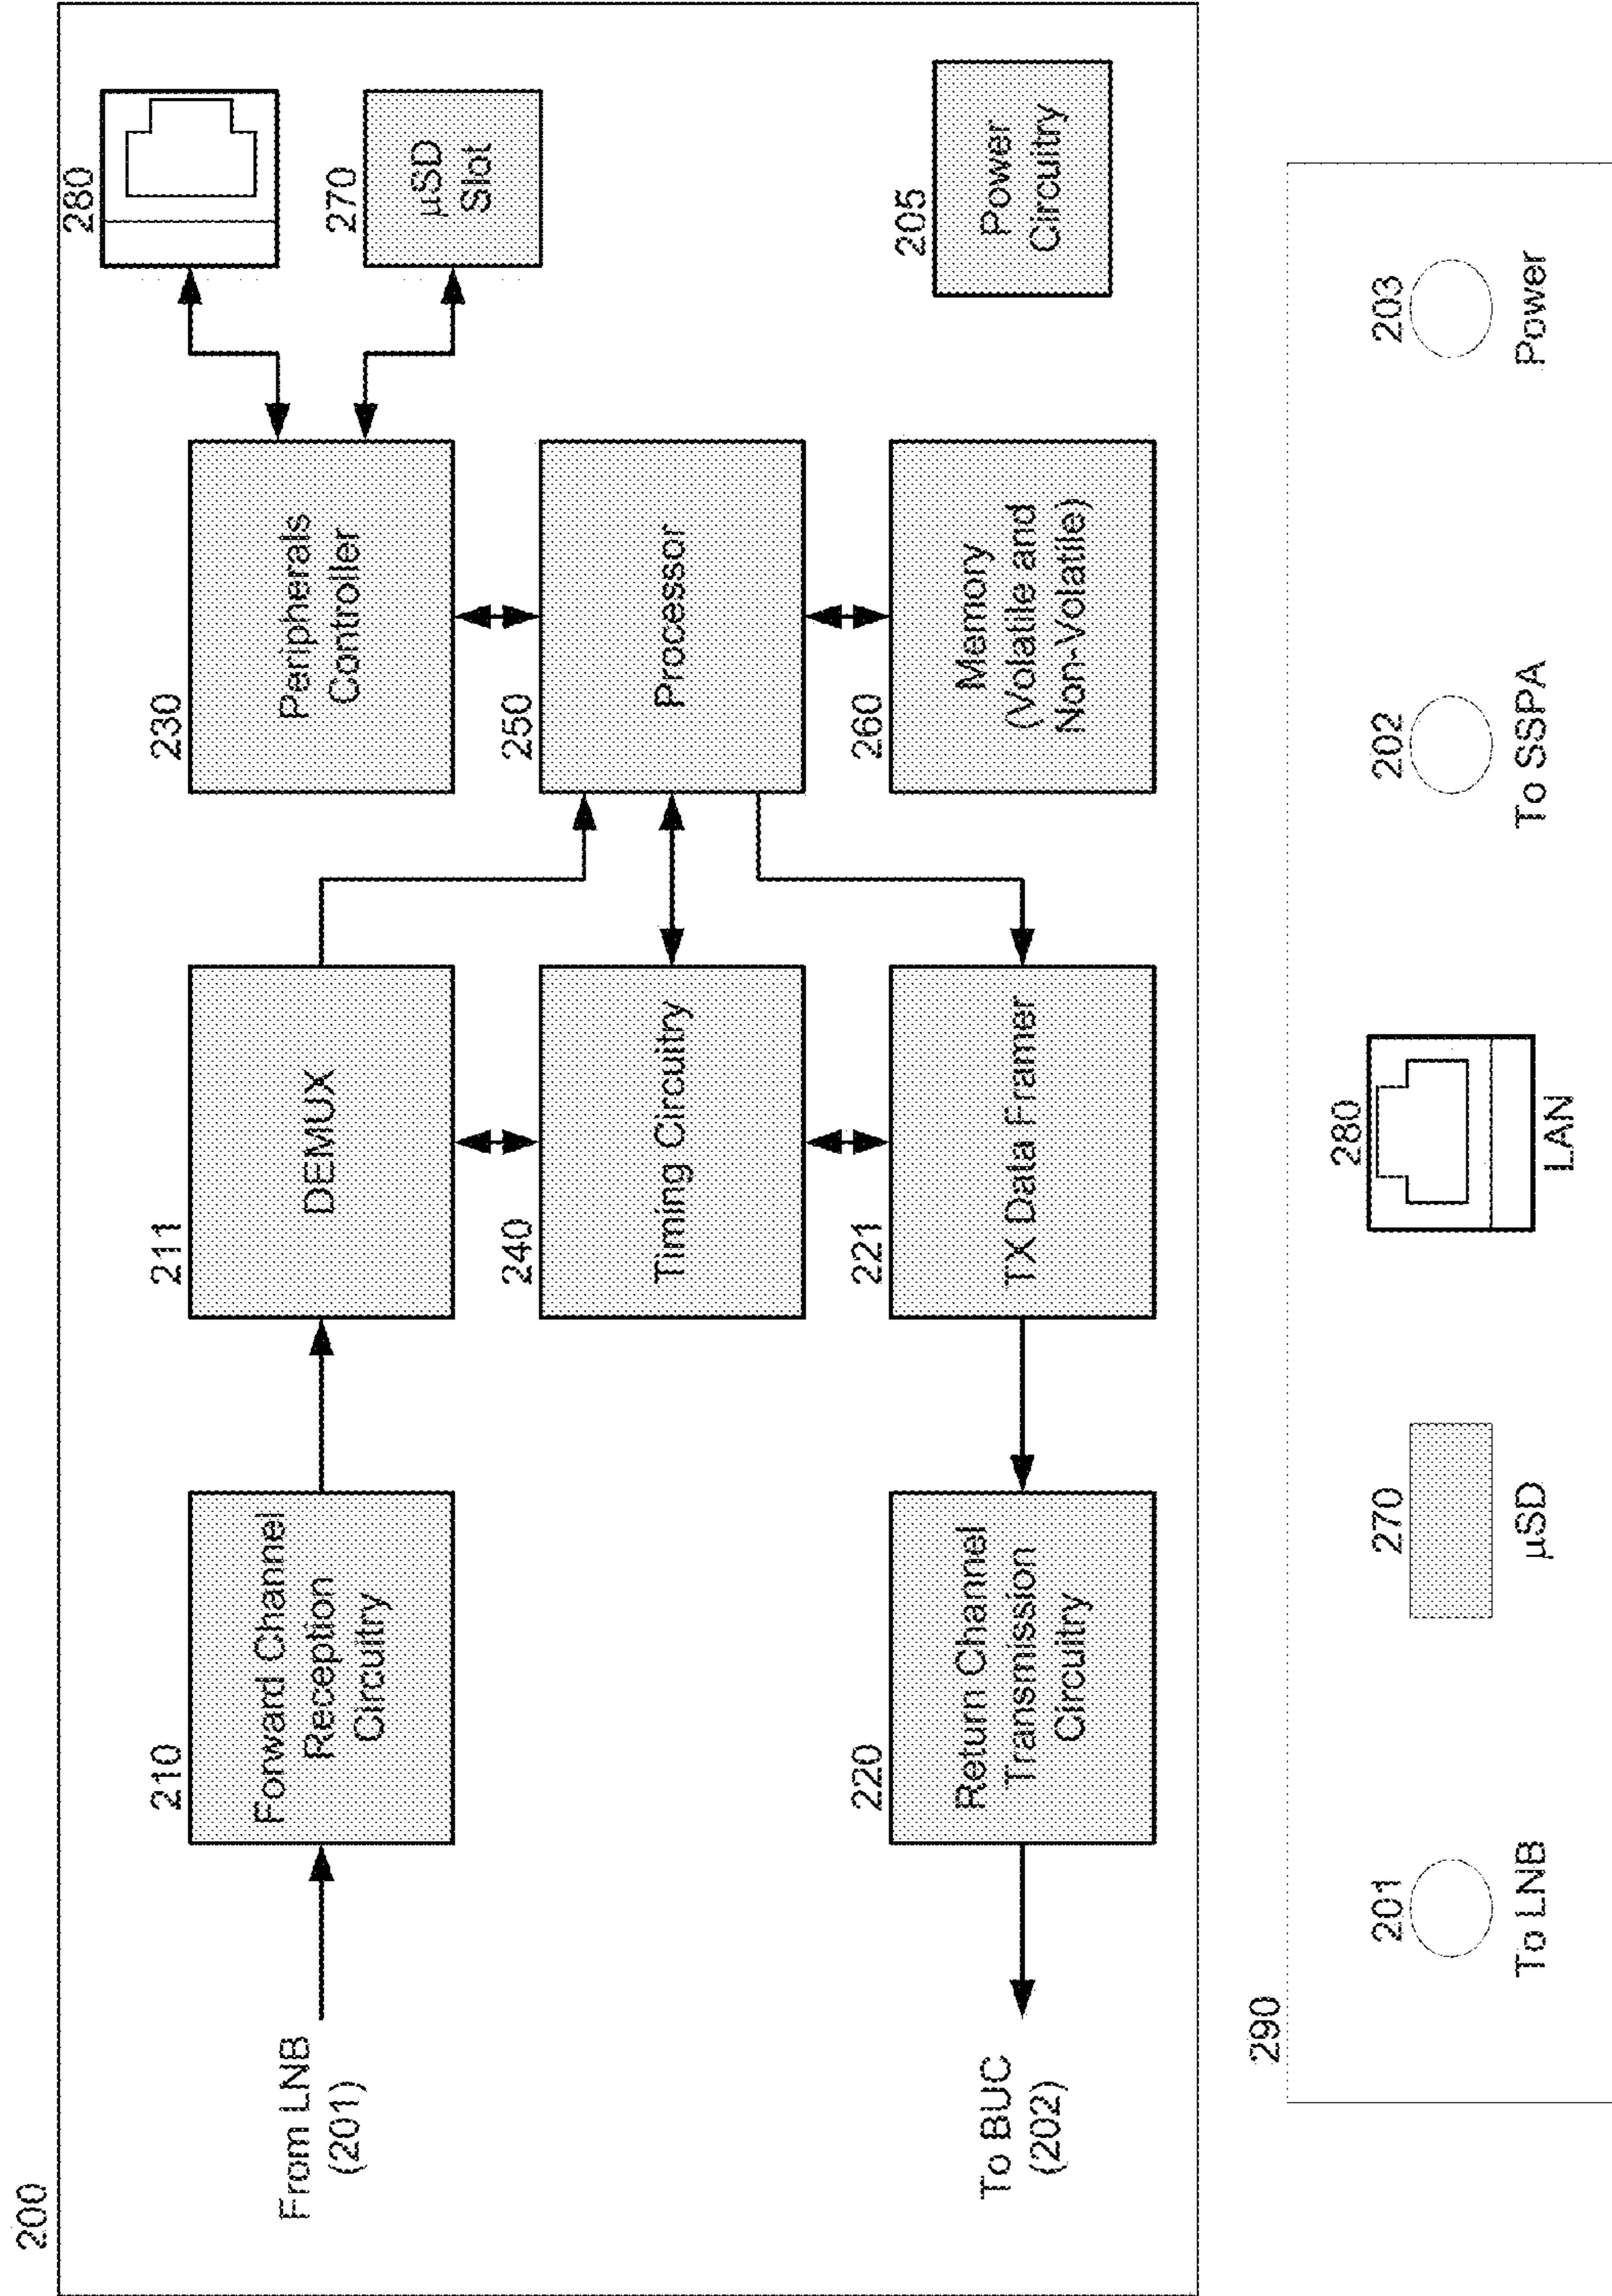 200
From LNB
(201)
210
Forward Channel
Reception
Circuitry
211
DEMUX
230
Peripherals
Controller
280
270
µSD
Slot
240
Timing Circuitry
250
Processor
To BUC
(202)
220
Return Channel
Transmission
Circuitry
221
TX Data Framer
260
Memory
(Volatile and
Non-Volatile)
205
Power
Circuitry
290
201
To LNB
270
µSD
280
LAN
202
To SSPA
203
Power